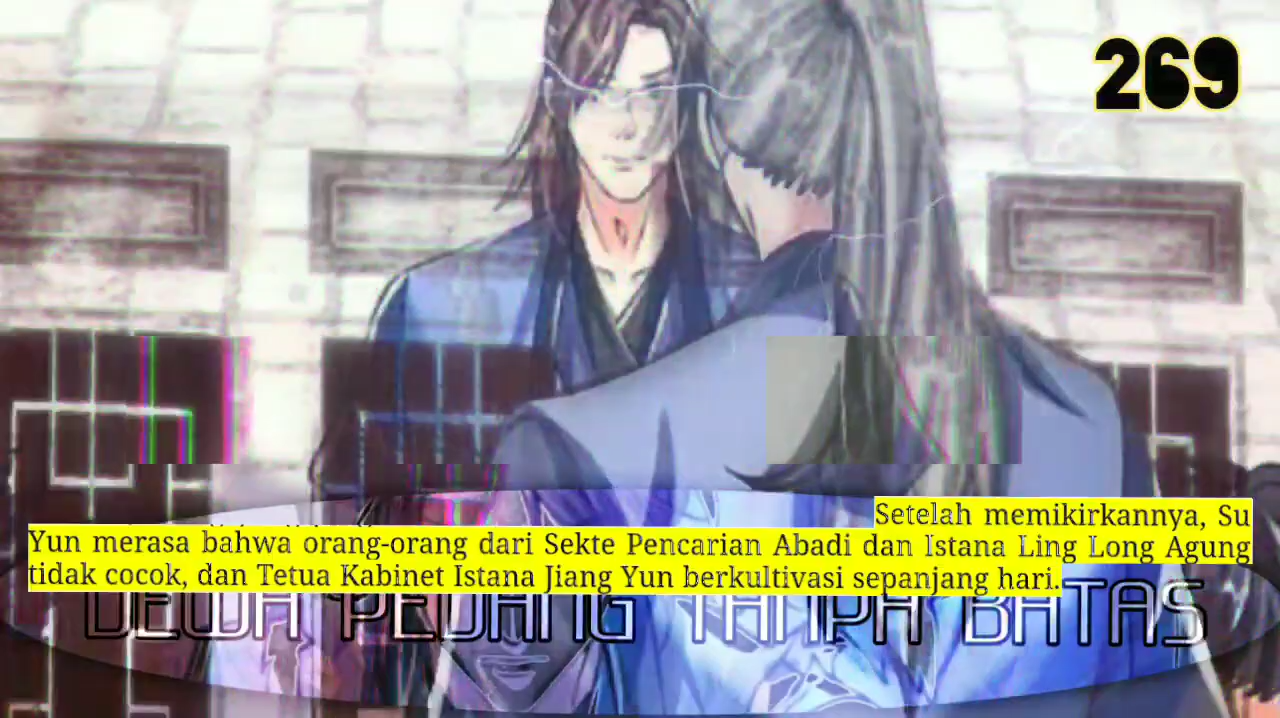 269
Setelah memikirkannya, Su
Yun merasa bahwa orang-orang dari Sekte Pencarian Abadi dan Istana Ling Long Agung
tidak cocok, dan Tetua Kabinet Istana Jiang Yun berkultivasi sepanjang hari.
DEWA PEDANG TANPA BATAS